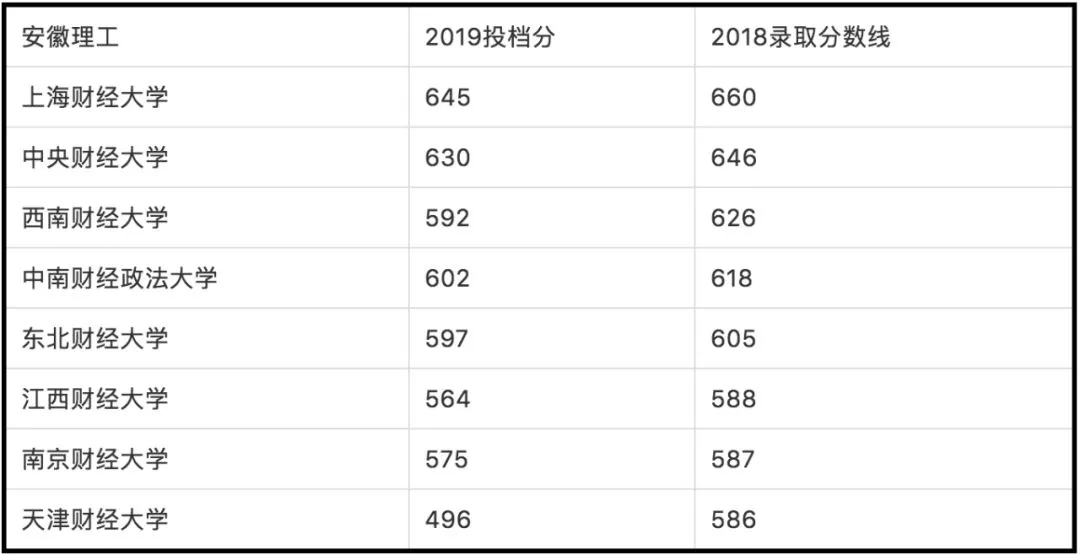 安徽理工 2019投档分 2018录取分数线
上海财经大学 645 660
中央财经大学 630 646
西南财经大学 592 626
中南财经政法大学 602 618
东北财经大学 597 605
江西财经大学 564 588
南京财经大学 575 587
天津财经大学 496 586